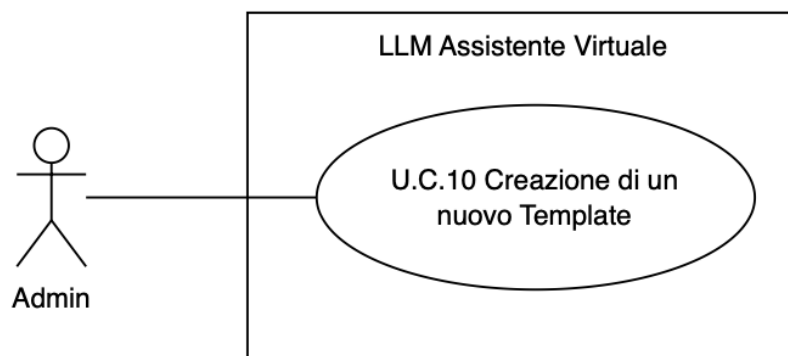 LLM Assistente Virtuale
U.C.10 Creazione di un
nuovo Template
Admin